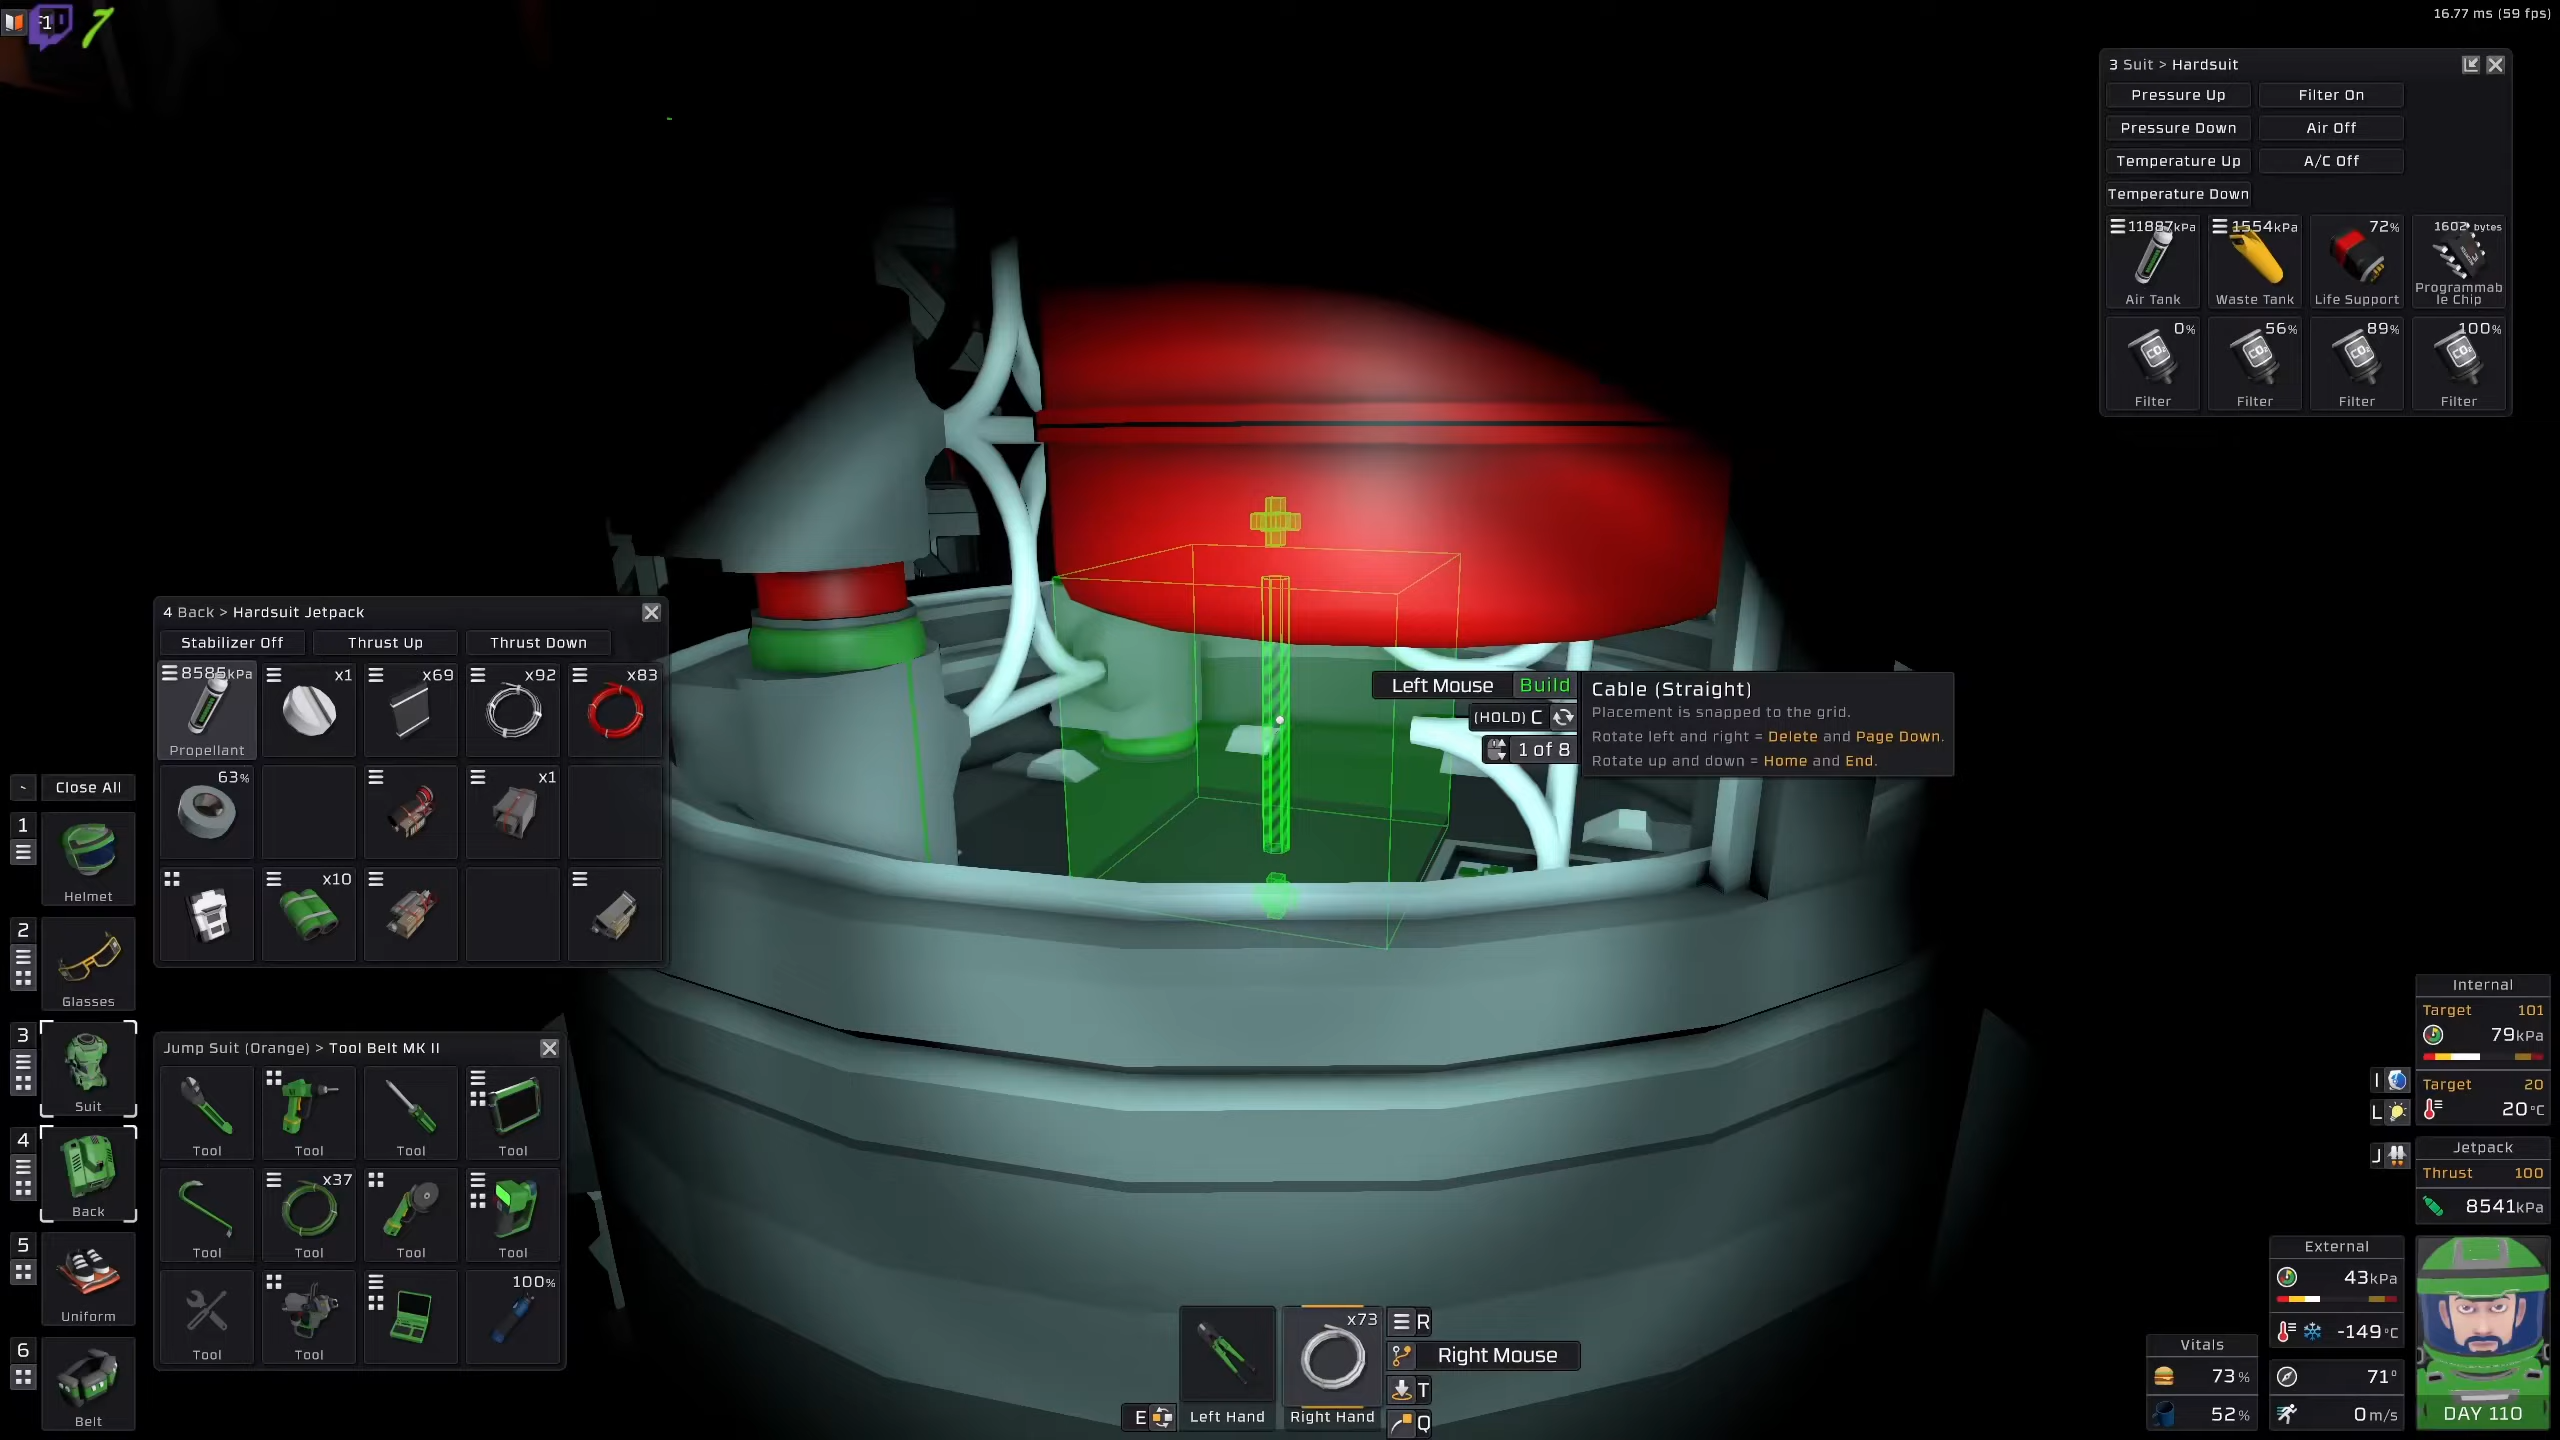 F1
16.77 ms (59 fps)
3 Suit > Hardsuit
Pressure Up
Filter On
Pressure Down
Air Off
Temperature Up
A/C Off
Temperature Down
11887kPa
1554kPa
72%
1602 bytes
Air Tank
Waste Tank
Life Support
Programmab
le Chip
0%
56%
89%
100%
Filter
Filter
Filter
Filter
4 Back > Hardsuit Jetpack
Stabilizer Off
Thrust Up
Thrust Down
8585kPa
x1
x69
x92
x83
Propellant
63%
x1
x10
Left Mouse
Build
(HOLD) C
1 of 8
Cable (Straight)
Placement is snapped to the grid.
Rotate left and right = Delete and Page Down.
Rotate up and down = Home and End.
~
Close All
1
Helmet
2
Glasses
3
Suit
4
Back
5
Uniform
6
Belt
Jump Suit (Orange) > Tool Belt MK II
Tool
Tool
Tool
Tool
x37
Tool
Tool
Tool
Tool
100%
Tool
Tool
x73
R
Right Mouse
T
Q
E
Left Hand
Right Hand
Internal
Target 101
79kPa
I
Target 20
L
20°C
J
Jetpack
Thrust 100
8541kPa
External
43kPa
-149°C
Vitals
73%
71°
52%
0m/s
DAY 110